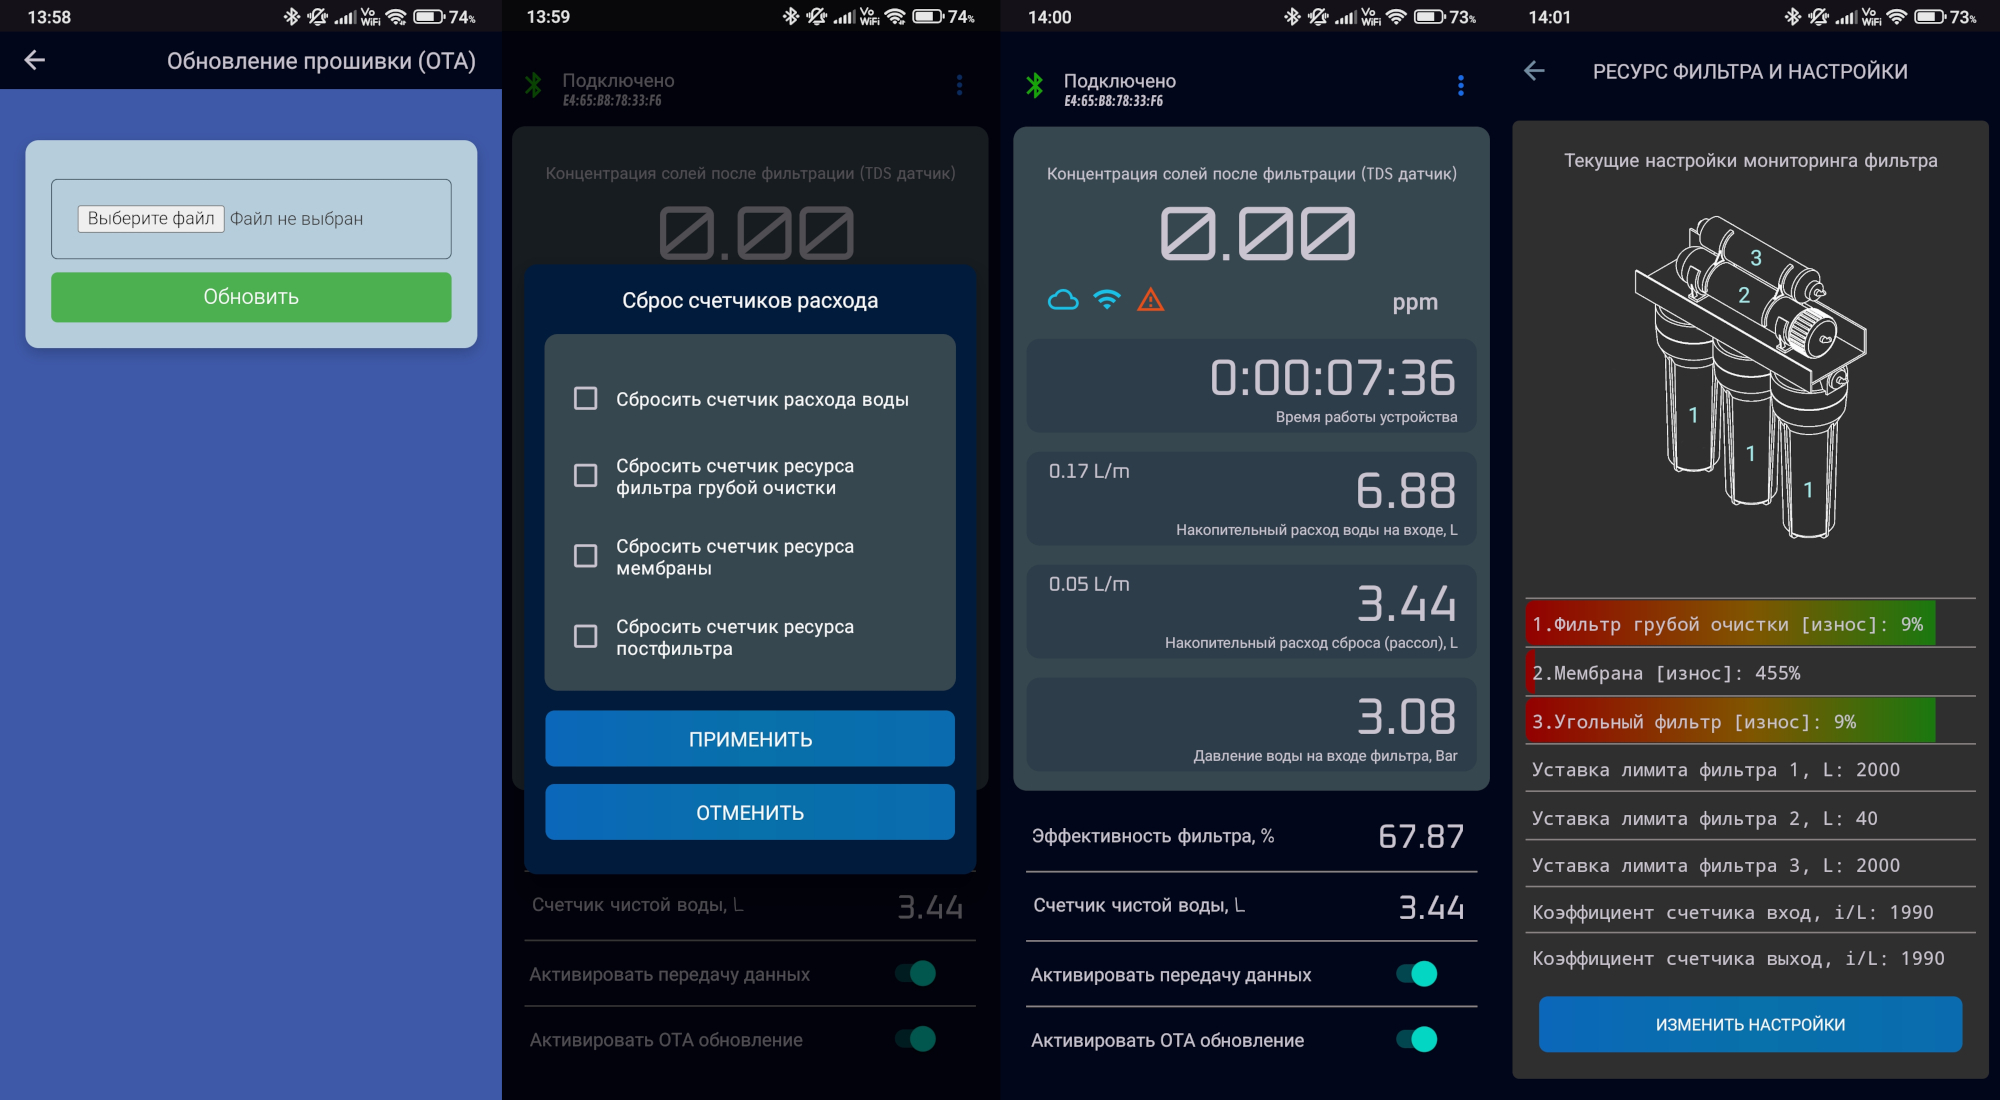 13:58
Vo WiFi
74%
Обновление прошивки (OTA)
Выберите файл Файл не выбран
Обновить
13:59
Vo WiFi
74%
Подключено
E4:65:B8:78:33:F6
Концентрация солей после фильтрации (TDS датчик)
0.00
Сброс счетчиков расхода
Сбросить счетчик расхода воды
Сбросить счетчик ресурса
фильтра грубой очистки
Сбросить счетчик ресурса
мембраны
Сбросить счетчик ресурса
постфильтра
ПРИМЕНИТЬ
ОТМЕНИТЬ
Счетчик чистой воды, L
3.44
Активировать передачу данных
Активировать OTA обновление
14:00
Vo WiFi
73%
Подключено
E4:65:B8:78:33:F6
Концентрация солей после фильтрации (TDS датчик)
0.00
ppm
0:00:07:36
Время работы устройства
0.17 L/m
6.88
Накопительный расход воды на входе, L
0.05 L/m
3.44
Накопительный расход сброса (рассол), L
3.08
Давление воды на входе фильтра, Bar
Эффективность фильтра, %
67.87
Счетчик чистой воды, L
3.44
Активировать передачу данных
Активировать OTA обновление
14:01
Vo WiFi
73%
РЕСУРС ФИЛЬТРА И НАСТРОЙКИ
Текущие настройки мониторинга фильтра
3
2
1
1
1
1.Фильтр грубой очистки [износ]: 9%
2.Мембрана [износ]: 455%
3.Угольный фильтр [износ]: 9%
Уставка лимита фильтра 1, L: 2000
Уставка лимита фильтра 2, L: 40
Уставка лимита фильтра 3, L: 2000
Коэффициент счетчика вход, i/L: 1990
Коэффициент счетчика выход, i/L: 1990
ИЗМЕНИТЬ НАСТРОЙКИ